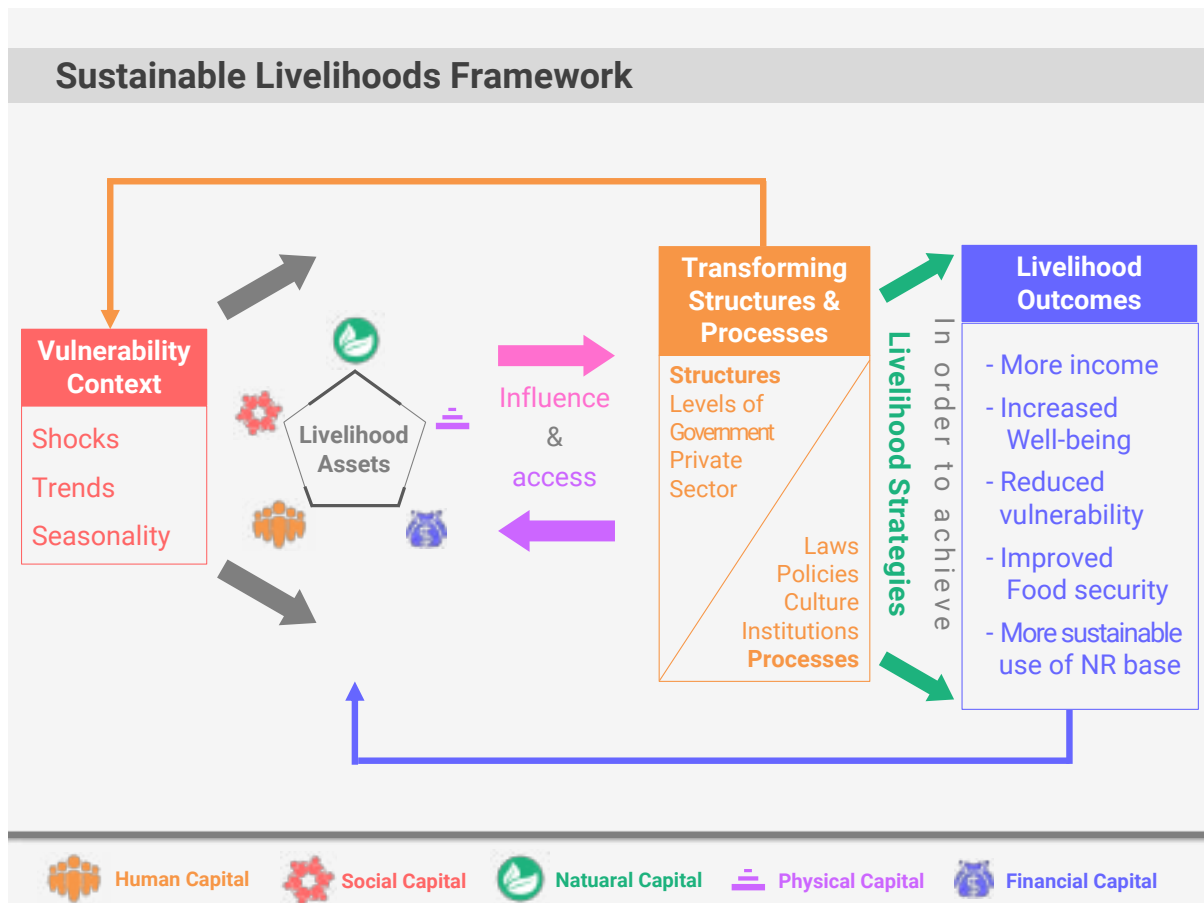 Sustainable Livelihoods Framework
Vulnerability
Context
Shocks
Trends
Seasonality
Livelihood
Assets
Influence
&
access
Transforming
Structures &
Processes
Structures
Levels of
Government
Private
Sector
Laws
Policies
Culture
Institutions
Processes
Livelihood Strategies
In order to achieve
Livelihood
Outcomes
- More income
- Increased
Well-being
- Reduced
vulnerability
- Improved
Food security
- More sustainable
use of NR base
Human Capital
Social Capital
Natuaral Capital
Physical Capital
Financial Capital